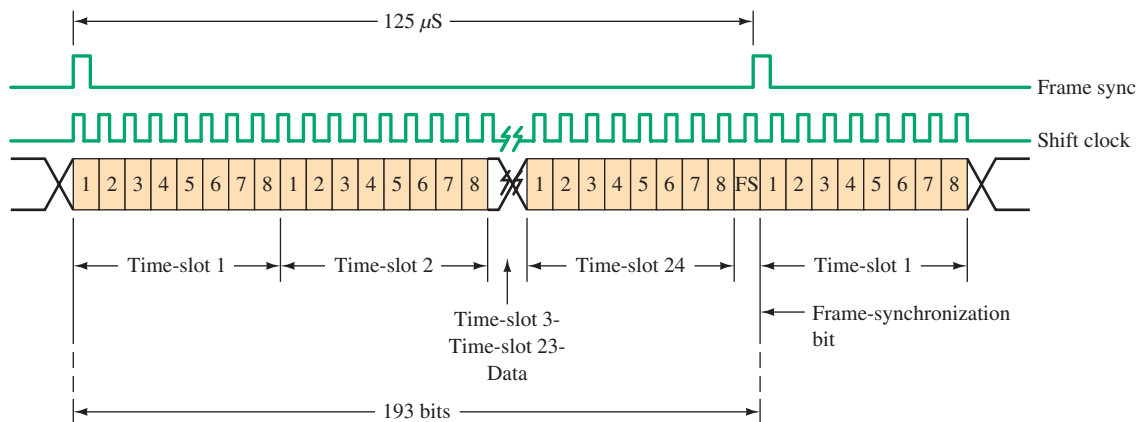 125 μS
Frame sync
Shift clock
1 2 3 4 5 6 7 8 1 2 3 4 5 6 7 8 1 2 3 4 5 6 7 8 FS 1 2 3 4 5 6 7 8
Time-slot 1 Time-slot 2 Time-slot 24 Time-slot 1
Time-slot 3-
Time-slot 23-
Data
Frame-synchronization
bit
193 bits